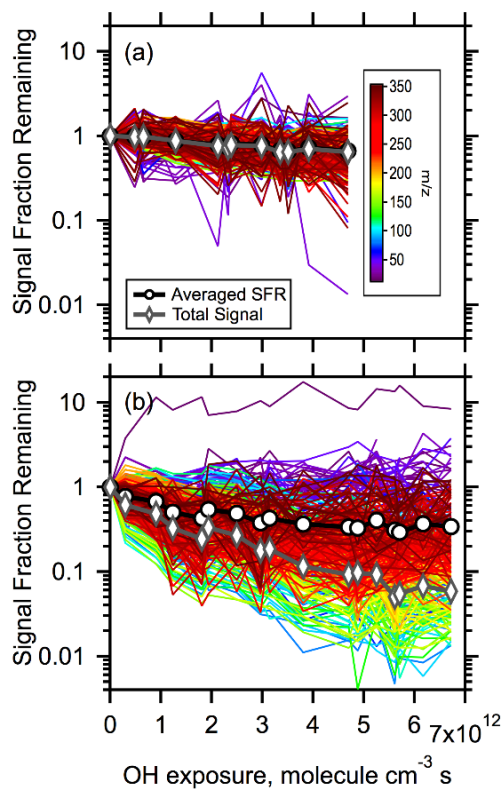 (a)
Signal Fraction Remaining
10
1
0.1
0.01
350
300
250
200
150
100
50
m/z
Averaged SFR
Total Signal
(b)
Signal Fraction Remaining
10
1
0.1
0.01
0 1 2 3 4 5 6 7x10¹²
OH exposure, molecule cm⁻³ s